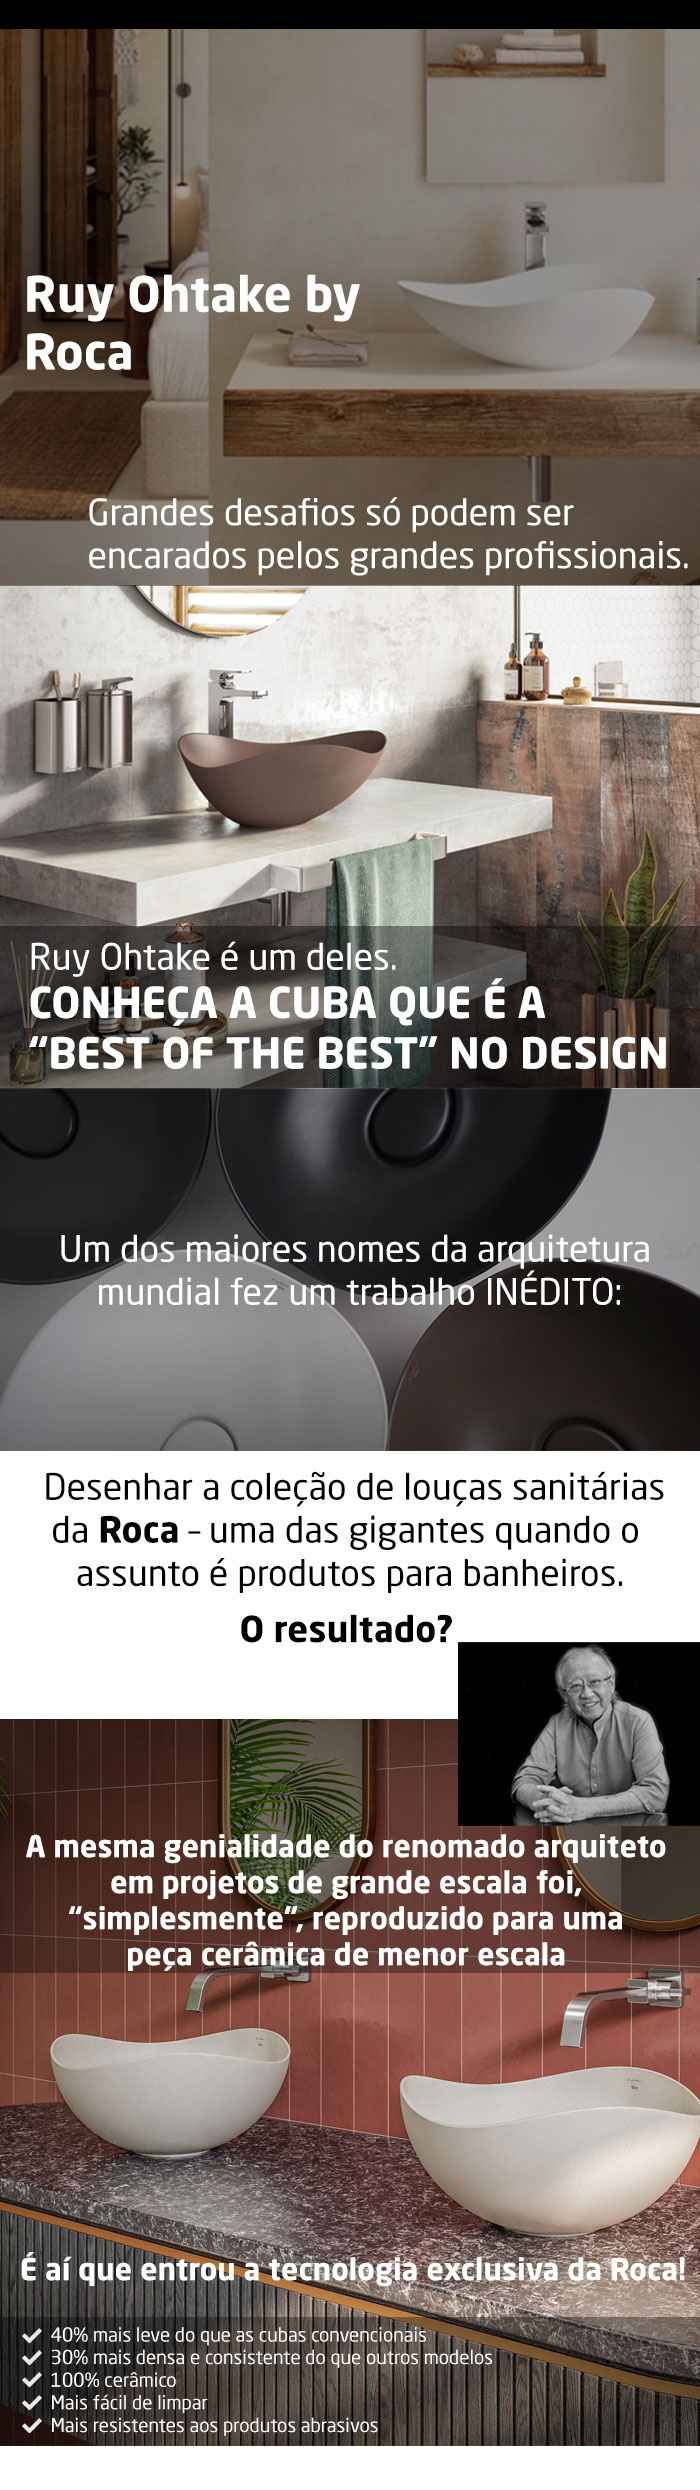 Ruy Ohtake by
Roca
Grandes desafios só podem ser
encarados pelos grandes profissionais.
Ruy Ohtake é um deles.
CONHEÇA A CUBA QUE É A
“BEST OF THE BEST” NO DESIGN
Um dos maiores nomes da arquitetura
mundial fez um trabalho INÉDITO:
Desenhar a coleção de louças sanitárias
da Roca – uma das gigantes quando o
assunto é produtos para banheiros.
O resultado?
A mesma genialidade do renomado arquiteto
em projetos de grande escala foi,
“simplesmente”, reproduzido para uma
peça cerâmica de menor escala
É aí que entrou a tecnologia exclusiva da Roca!
40% mais leve do que as cubas convencionais
30% mais densa e consistente do que outros modelos
100% cerâmico
Mais fácil de limpar
Mais resistentes aos produtos abrasivos